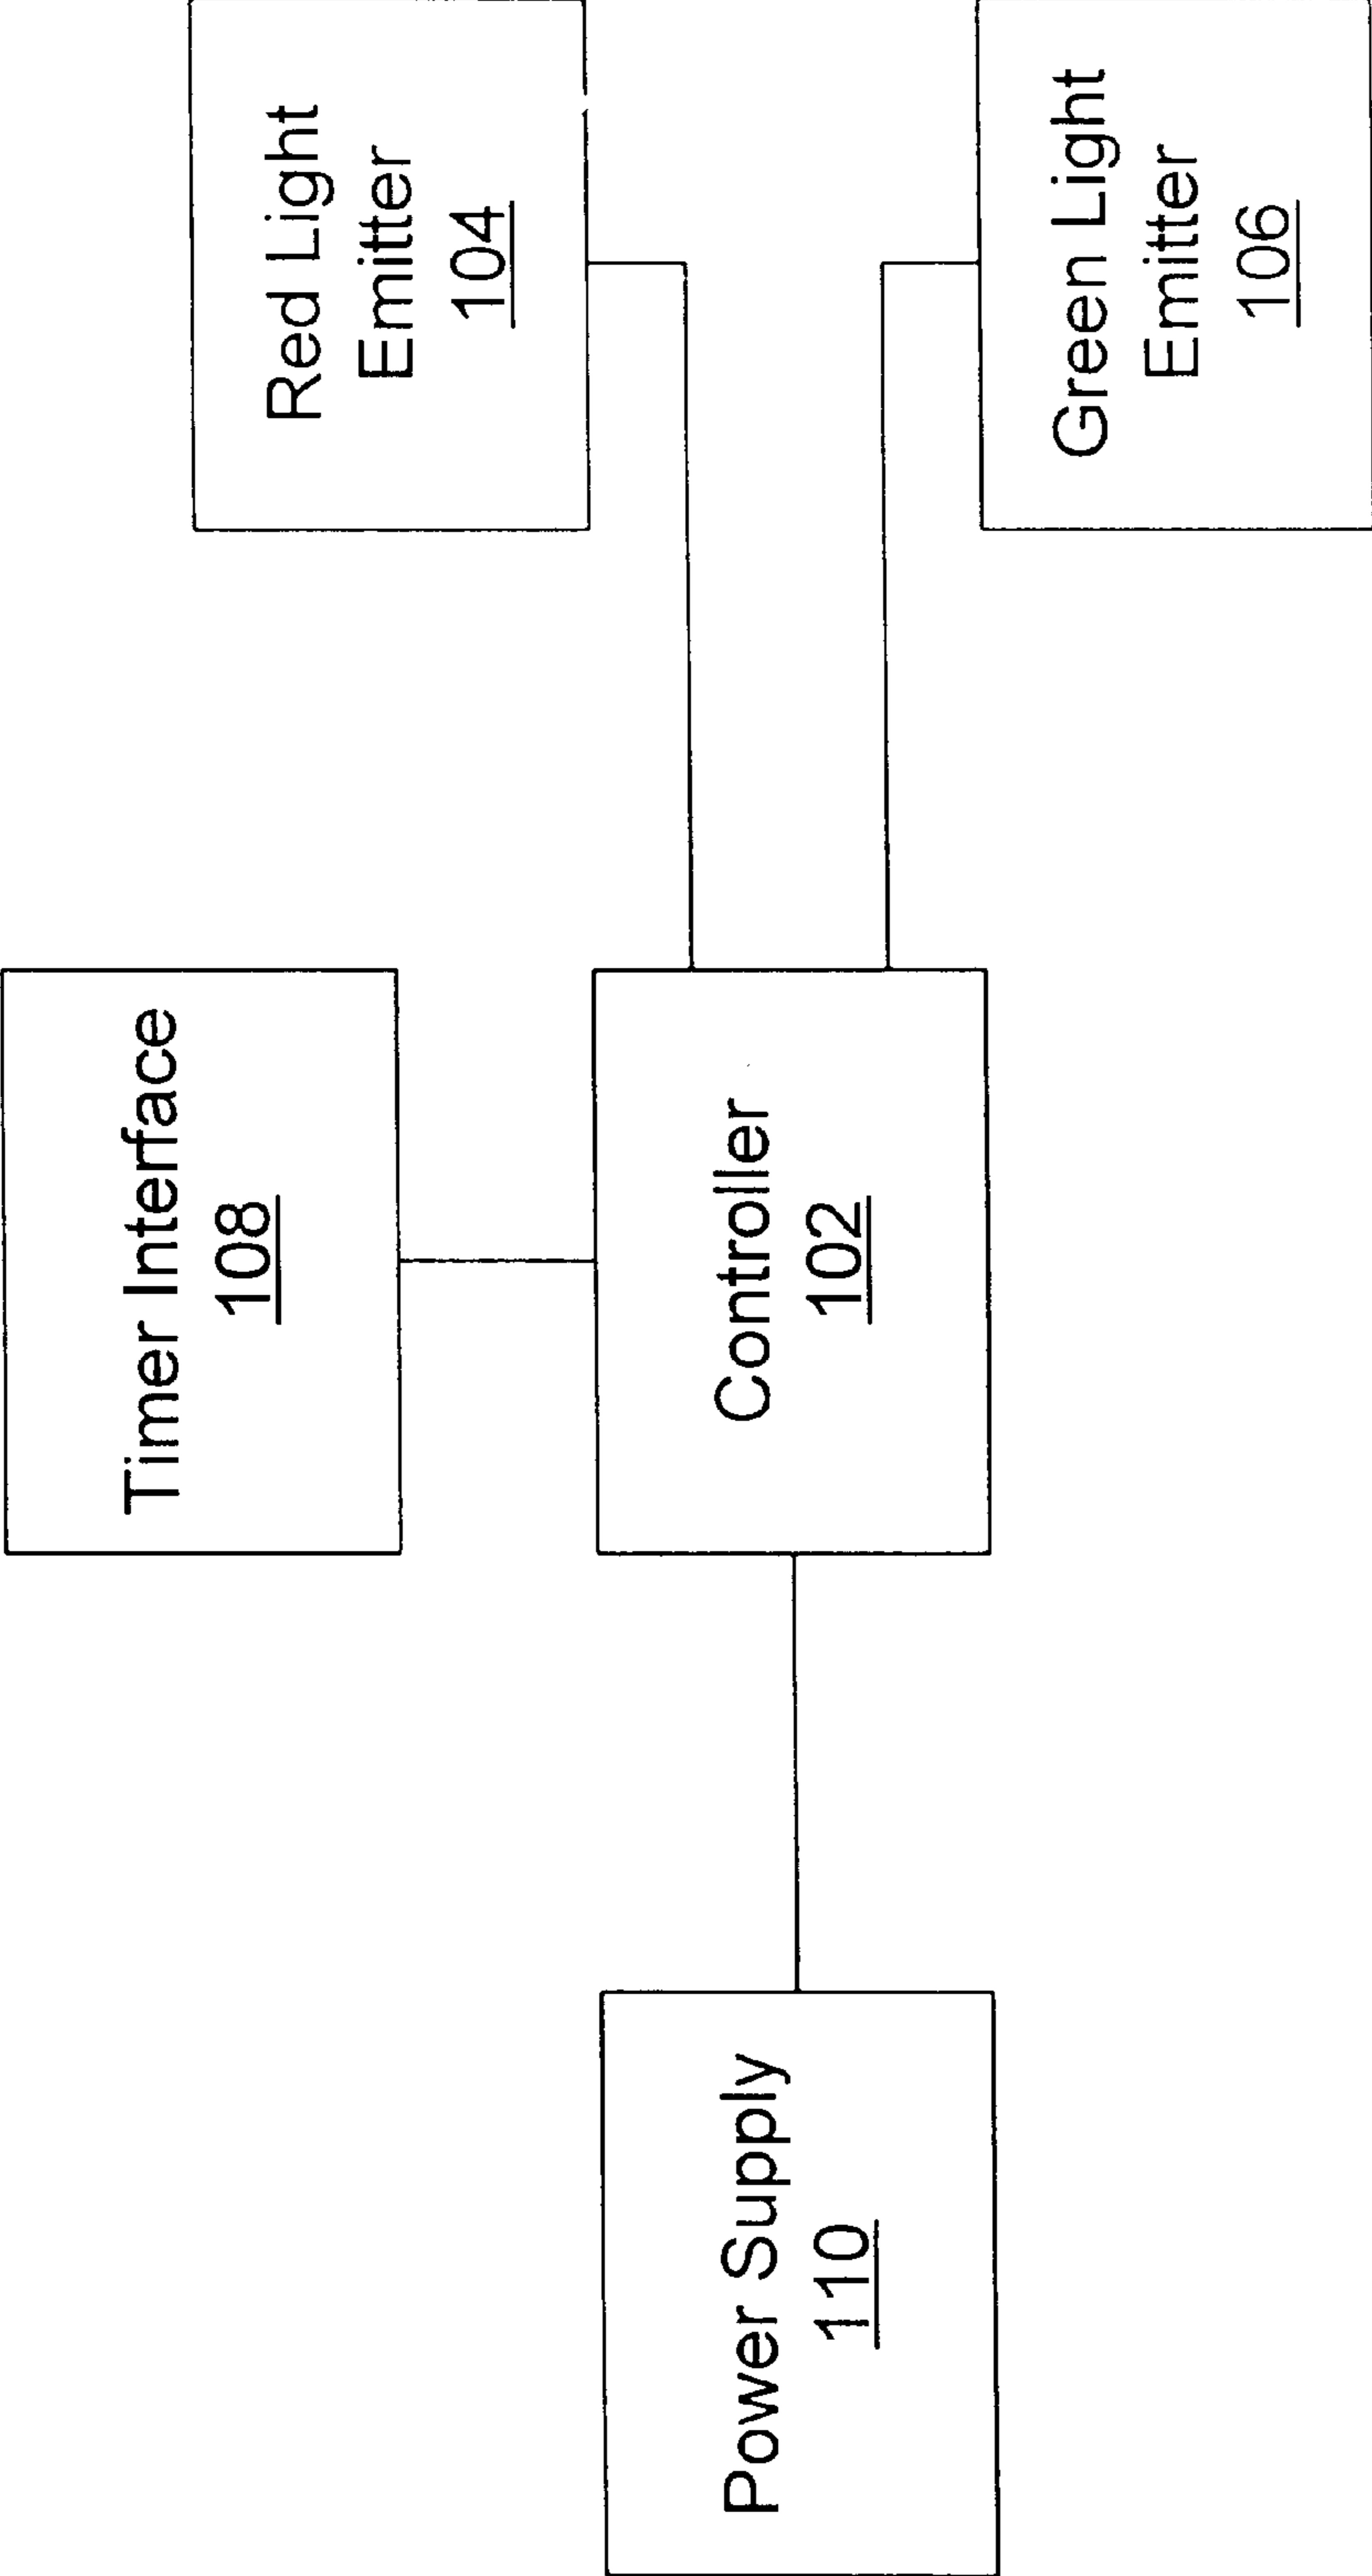 Timer Interface
108
Power Supply
110
Controller
102
Red Light
Emitter
104
Green Light
Emitter
106